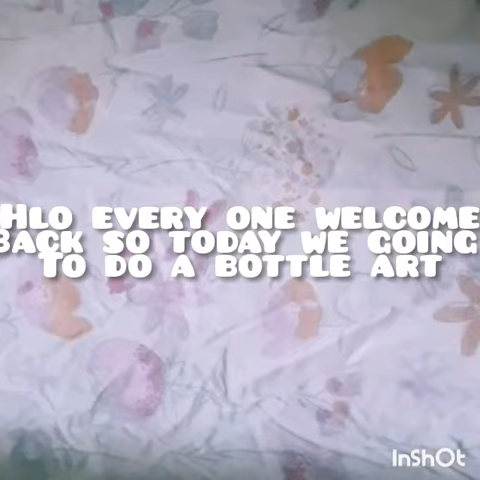 Hlo every one welcome
back so today we going
To do a bottle art
InShOt